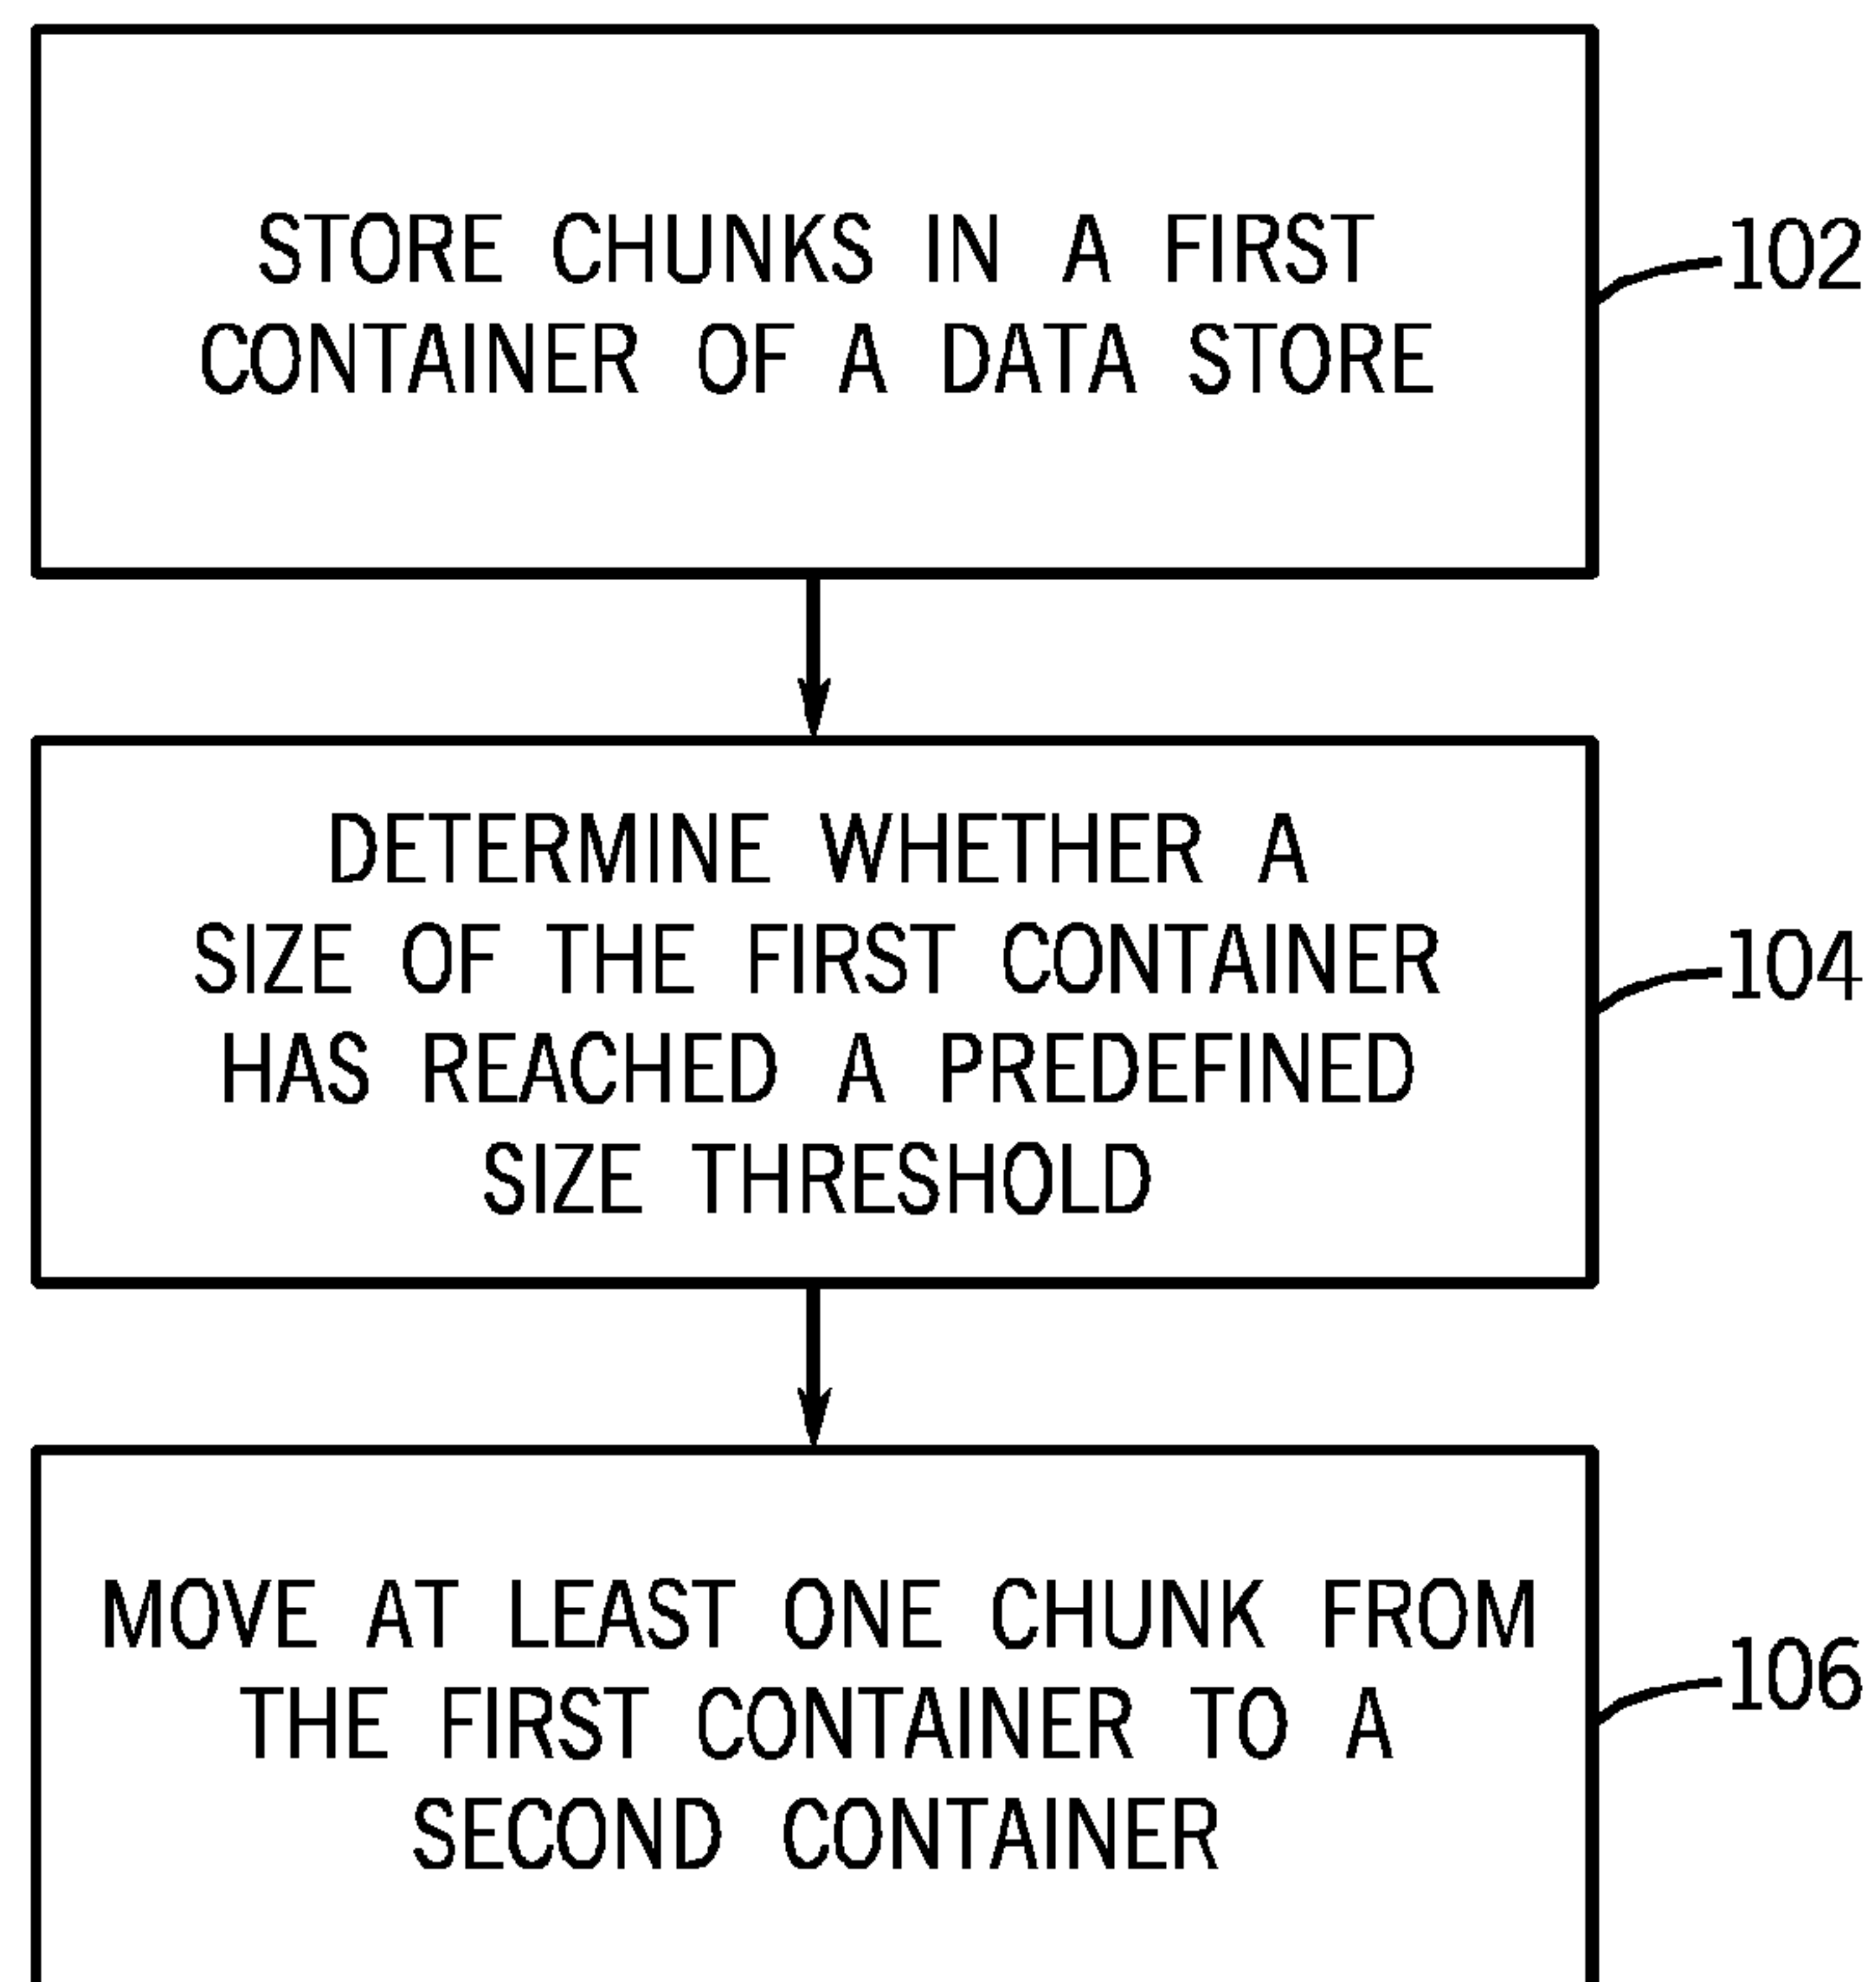 STORE CHUNKS IN A FIRST
CONTAINER OF A DATA STORE
102
DETERMINE WHETHER A
SIZE OF THE FIRST CONTAINER
HAS REACHED A PREDEFINED
SIZE THRESHOLD
104
MOVE AT LEAST ONE CHUNK FROM
THE FIRST CONTAINER TO A
SECOND CONTAINER
106